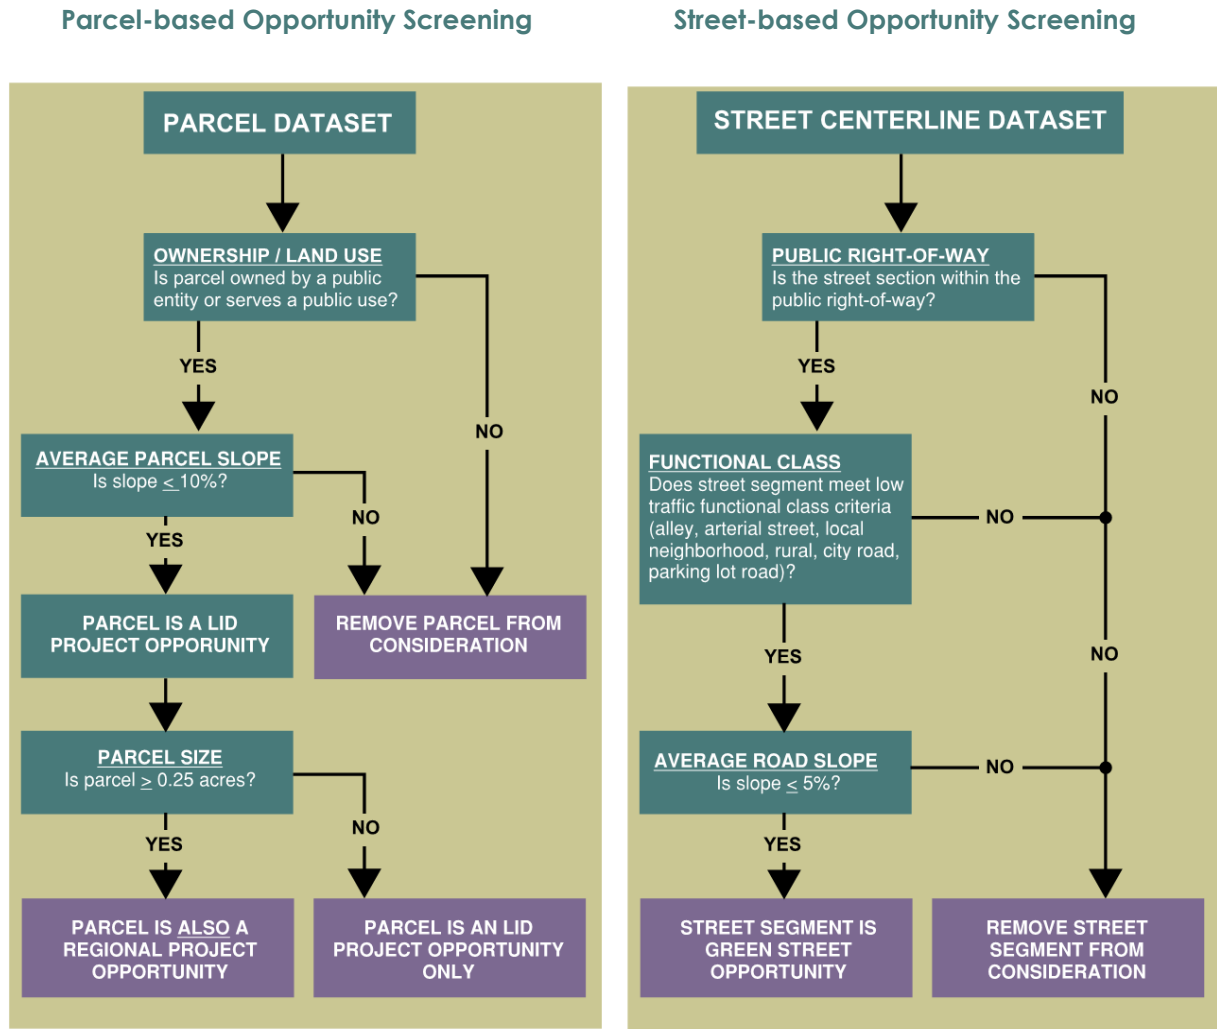 Parcel-based Opportunity Screening
PARCEL DATASET
OWNERSHIP / LAND USE
Is parcel owned by a public
entity or serves a public use?
YES
NO
AVERAGE PARCEL SLOPE
Is slope < 10%?
YES
NO
PARCEL IS A LID
PROJECT OPPORUNITY
REMOVE PARCEL FROM
CONSIDERATION
PARCEL SIZE
Is parcel > 0.25 acres?
YES
NO
PARCEL IS ALSO A
REGIONAL PROJECT
OPPORTUNITY
PARCEL IS AN LID
PROJECT OPPORTUNITY
ONLY
Street-based Opportunity Screening
STREET CENTERLINE DATASET
PUBLIC RIGHT-OF-WAY
Is the street section within the
public right-of-way?
YES
NO
FUNCTIONAL CLASS
Does street segment meet low
traffic functional class criteria
(alley, arterial street, local
neighborhood, rural, city road,
parking lot road)?
NO
YES
NO
AVERAGE ROAD SLOPE
Is slope < 5%?
NO
YES
STREET SEGMENT IS
GREEN STREET
OPPORTUNITY
REMOVE STREET
SEGMENT FROM
CONSIDERATION